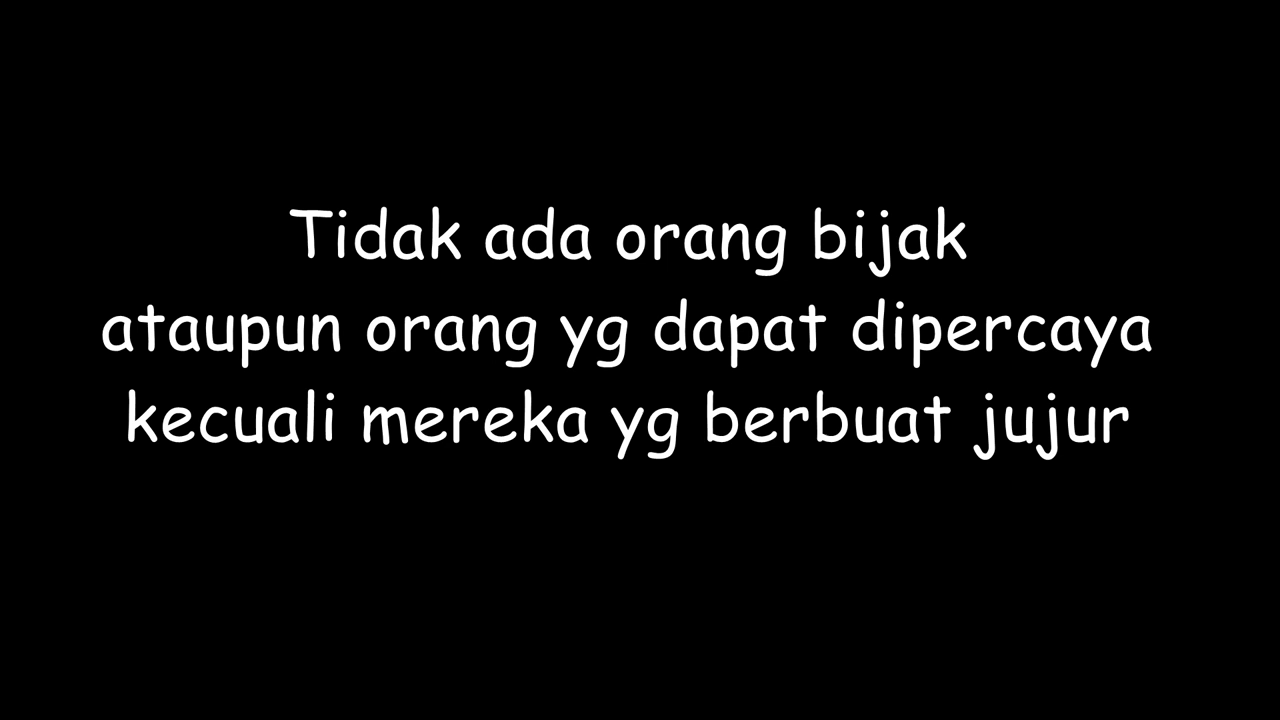 Tidak ada orang bijak
ataupun orang yg dapat dipercaya
kecuali mereka yg berbuat jujur